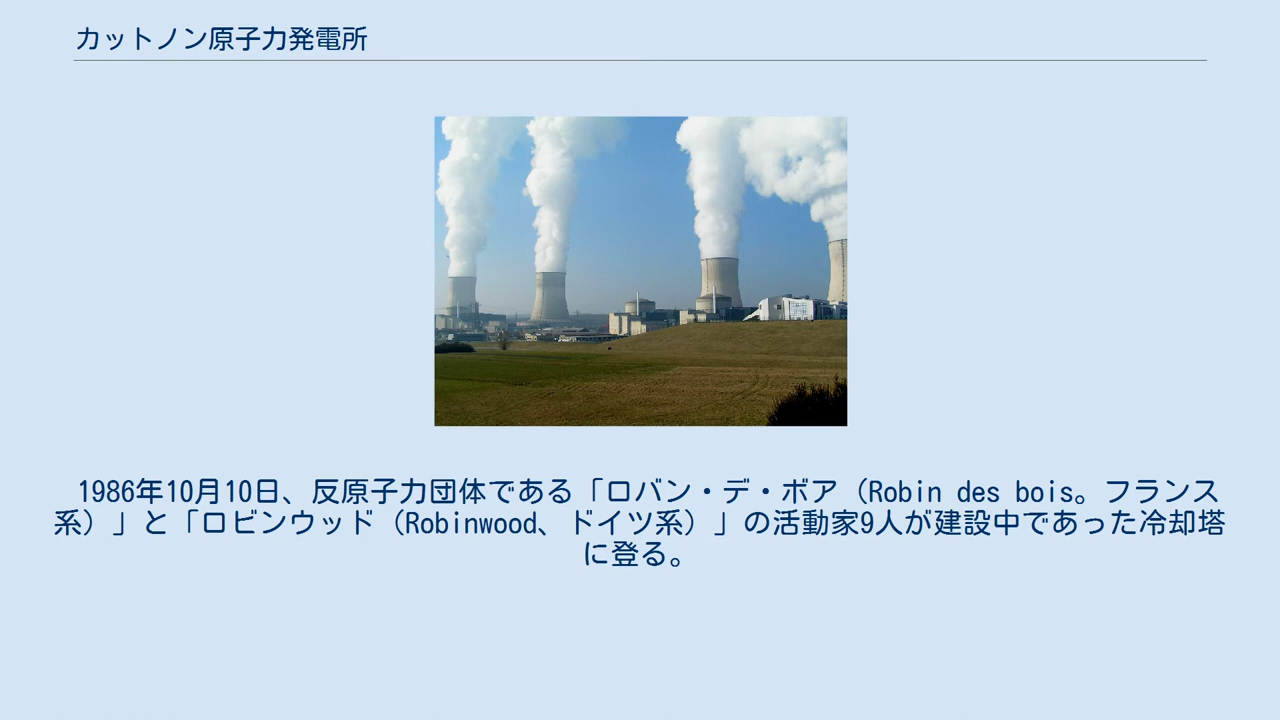 カットノン原子力発電所
1986年10月10日、反原子力団体である「ロバン・デ・ボア（Robin des bois。フランス
系）」と「ロビンウッド（Robinwood、ドイツ系）」の活動家9人が建設中であった冷却塔
に登る。